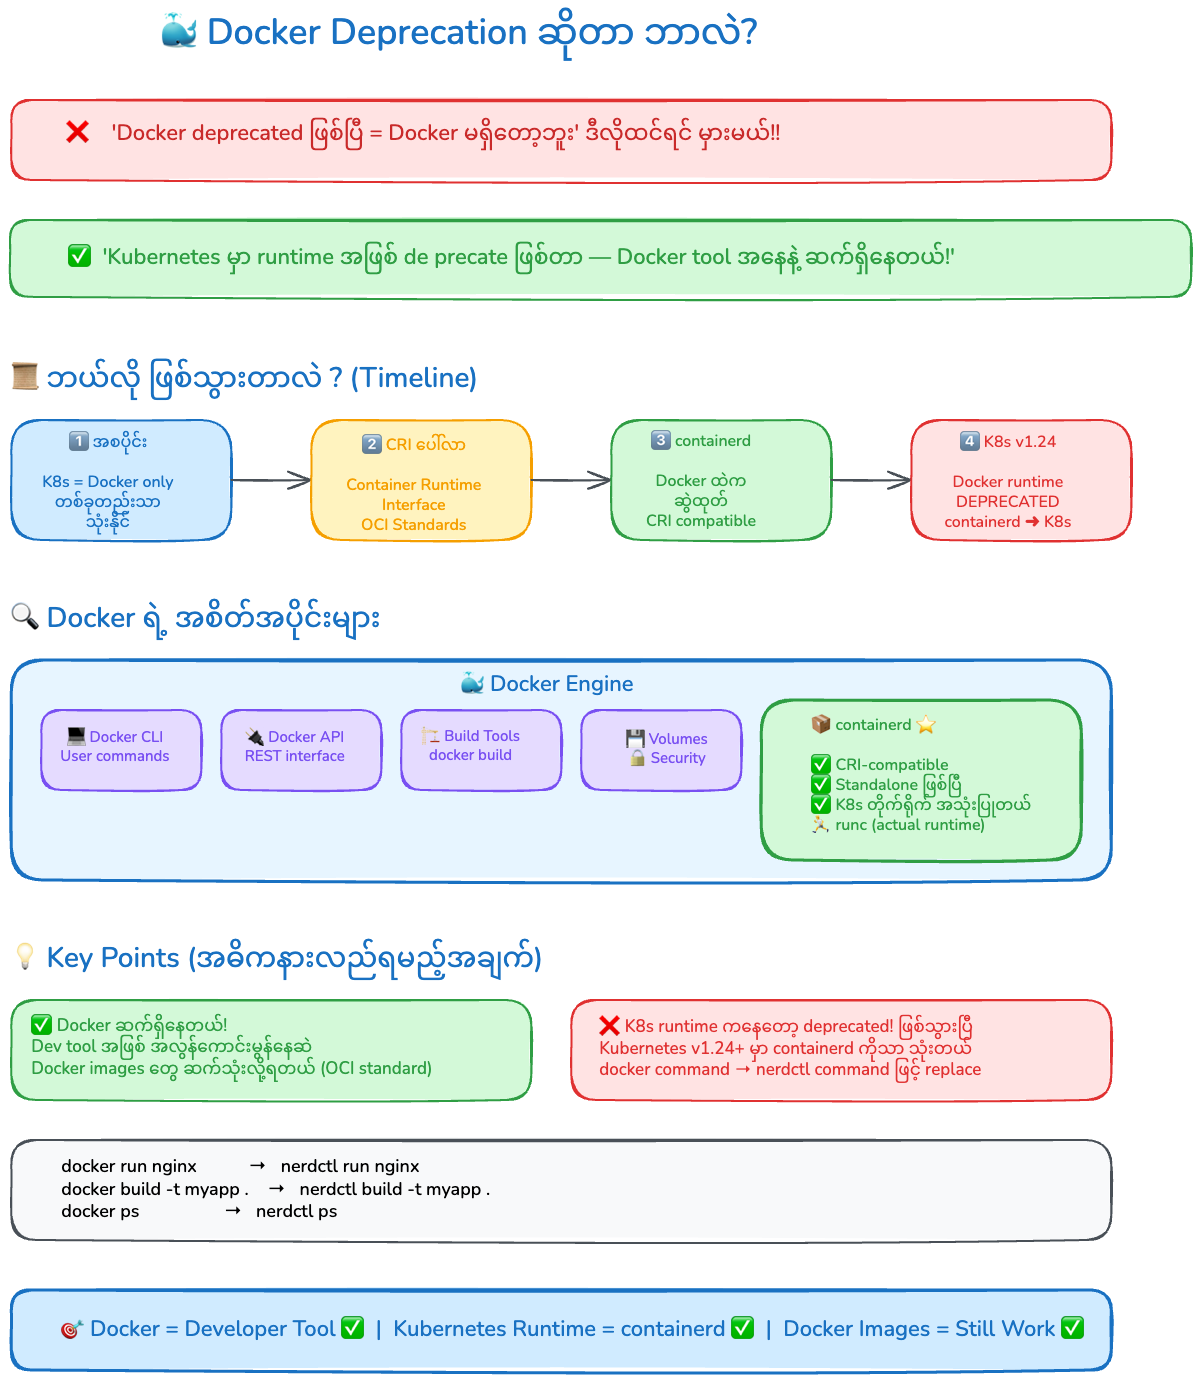 🐳 Docker Deprecation ဆိုတာ ဘာလဲ?
❌ 'Docker deprecated ဖြစ်ပြီ = Docker မရှိတော့ဘူး' ဒီလိုထင်ရင် မှားမယ်!!
✅ 'Kubernetes မှာ runtime အဖြစ် de precate ဖြစ်တာ — Docker tool အနေနဲ့ ဆက်ရှိနေတယ်!'
📜 ဘယ်လို ဖြစ်သွားတာလဲ ? (Timeline)
1️⃣ အစပိုင်း
K8s = Docker only
တစ်ခုတည်းသာ
သုံးနိုင်
2️⃣ CRI ပေါ်လာ
Container Runtime
Interface
OCI Standards
3️⃣ containerd
Docker ထဲက
ဆွဲထုတ်
CRI compatible
4️⃣ K8s v1.24
Docker runtime
DEPRECATED
containerd ➜ K8s
🔍 Docker ရဲ့ အစိတ်အပိုင်းများ
🐳 Docker Engine
💻 Docker CLI
User commands
🔌 Docker API
REST interface
🏗️ Build Tools
docker build
💾 Volumes
🔒 Security
📦 containerd ⭐
✅ CRI-compatible
✅ Standalone ဖြစ်ပြီ
✅ K8s တိုက်ရိုက် အသုံးပြုတယ်
🏃 runc (actual runtime)
💡 Key Points (အဓိကနားလည်ရမည့်အချက်)
✅ Docker ဆက်ရှိနေတယ်!
Dev tool အဖြစ် အလွန်ကောင်းမွန်နေဆဲ
Docker images တွေ ဆက်သုံးလို့ရတယ် (OCI standard)
❌ K8s runtime ကနေတော့ deprecated! ဖြစ်သွားပြီ
Kubernetes v1.24+ မှာ containerd ကိုသာ သုံးတယ်
docker command → nerdctl command ဖြင့် replace
docker run nginx → nerdctl run nginx
docker build -t myapp . → nerdctl build -t myapp .
docker ps → nerdctl ps
🎯 Docker = Developer Tool ✅ | Kubernetes Runtime = containerd ✅ | Docker Images = Still Work ✅